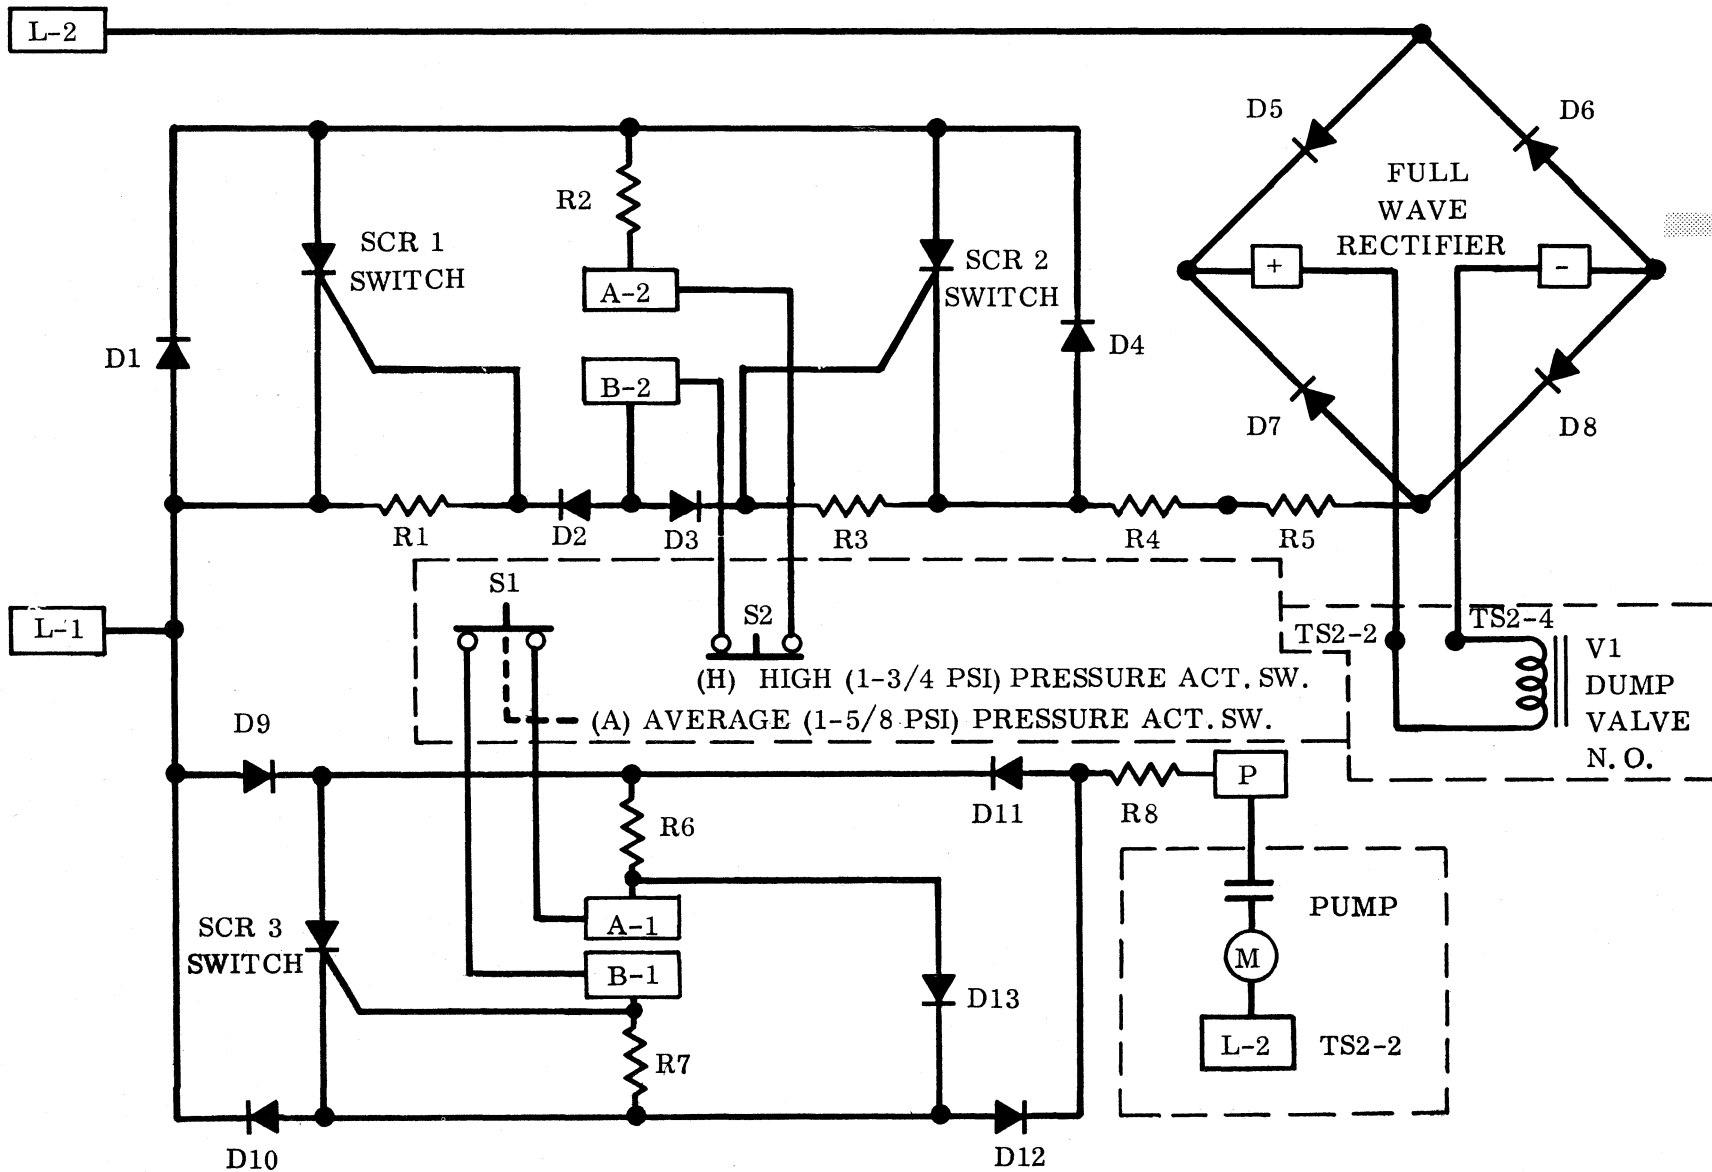 L-2
D5
D6
FULL
WAVE
RECTIFIER
+
-
R2
SCR 1
SWITCH
SCR 2
SWITCH
A-2
B-2
D1
D4
D7
D8
R1
D2
D3
R3
R4
R5
S1
S2
L-1
TS2-2
TS2-4
V1
DUMP
VALVE
N.O.
(H) HIGH (1-3/4 PSI) PRESSURE ACT. SW.
(A) AVERAGE (1-5/8 PSI) PRESSURE ACT. SW.
D9
D11
R8
P
R6
A-1
B-1
SCR 3
SWITCH
D13
PUMP
M
L-2
TS2-2
R7
D10
D12